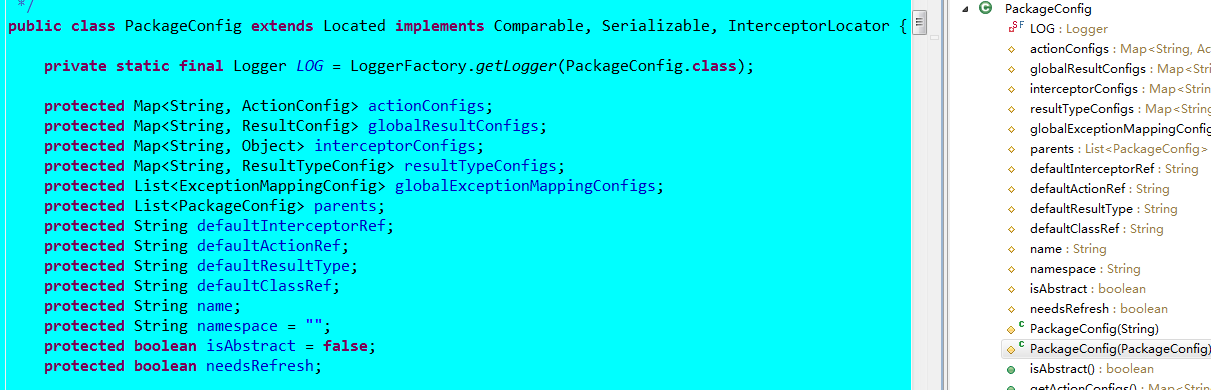 */
public class PackageConfig extends Located implements Comparable, Serializable, InterceptorLocator {
private static final Logger LOG = LoggerFactory.getLogger(PackageConfig.class);
protected Map<String, ActionConfig> actionConfigs;
protected Map<String, ResultConfig> globalResultConfigs;
protected Map<String, Object> interceptorConfigs;
protected Map<String, ResultTypeConfig> resultTypeConfigs;
protected List<ExceptionMappingConfig> globalExceptionMappingConfigs;
protected List<PackageConfig> parents;
protected String defaultInterceptorRef;
protected String defaultActionRef;
protected String defaultResultType;
protected String defaultClassRef;
protected String name;
protected String namespace = "";
protected boolean isAbstract = false;
protected boolean needsRefresh;
PackageConfig
LOG : Logger
actionConfigs : Map<String, Ac
globalResultConfigs : Map<Stri
interceptorConfigs : Map<Strin
resultTypeConfigs : Map<String
globalExceptionMappingConfig
parents : List<PackageConfig>
defaultInterceptorRef : String
defaultActionRef : String
defaultResultType : String
defaultClassRef : String
name : String
namespace : String
isAbstract : boolean
needsRefresh : boolean
PackageConfig(String)
PackageConfig(PackageConfig)
isAbstract() : boolean
getActionConfigs() : Map<String